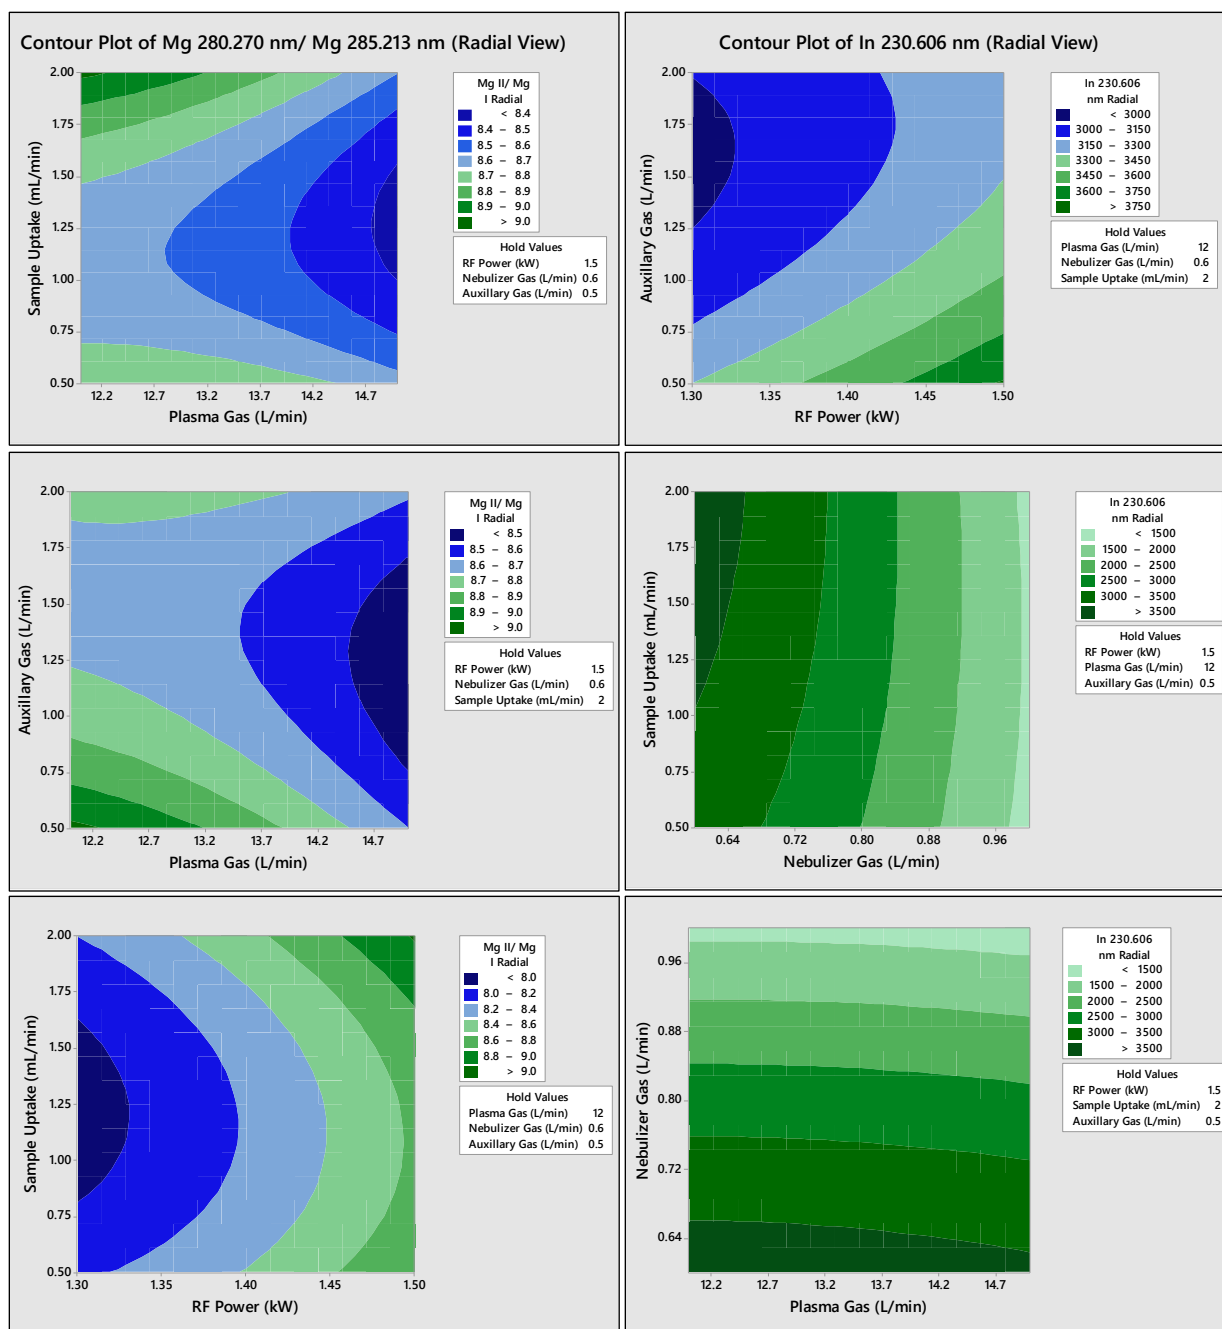 Contour Plot of Mg 280.270 nm/ Mg 285.213 nm (Radial View)
2.00
1.75
1.50
1.25
1.00
0.75
0.50
Sample Uptake (mL/min)
12.2 12.7 13.2 13.7 14.2 14.7
Plasma Gas (L/min)
Mg II/ Mg
I Radial
< 8.4
8.4 – 8.5
8.5 – 8.6
8.6 – 8.7
8.7 – 8.8
8.8 – 8.9
8.9 – 9.0
> 9.0
Hold Values
RF Power (kW) 1.5
Nebulizer Gas (L/min) 0.6
Auxillary Gas (L/min) 0.5
Contour Plot of In 230.606 nm (Radial View)
2.00
1.75
1.50
1.25
1.00
0.75
0.50
Auxillary Gas (L/min)
1.30 1.35 1.40 1.45 1.50
RF Power (kW)
In 230.606
nm Radial
< 3000
3000 – 3150
3150 – 3300
3300 – 3450
3450 – 3600
3600 – 3750
> 3750
Hold Values
Plasma Gas (L/min) 12
Nebulizer Gas (L/min) 0.6
Sample Uptake (mL/min) 2
2.00
1.75
1.50
1.25
1.00
0.75
0.50
Auxillary Gas (L/min)
12.2 12.7 13.2 13.7 14.2 14.7
Plasma Gas (L/min)
Mg II/ Mg
I Radial
< 8.5
8.5 – 8.6
8.6 – 8.7
8.7 – 8.8
8.8 – 8.9
8.9 – 9.0
> 9.0
Hold Values
RF Power (kW) 1.5
Nebulizer Gas (L/min) 0.6
Sample Uptake (mL/min) 2
2.00
1.75
1.50
1.25
1.00
0.75
0.50
Sample Uptake (mL/min)
0.64 0.72 0.80 0.88 0.96
Nebulizer Gas (L/min)
In 230.606
nm Radial
< 1500
1500 – 2000
2000 – 2500
2500 – 3000
3000 – 3500
> 3500
Hold Values
RF Power (kW) 1.5
Plasma Gas (L/min) 12
Auxillary Gas (L/min) 0.5
2.00
1.75
1.50
1.25
1.00
0.75
0.50
Sample Uptake (mL/min)
1.30 1.35 1.40 1.45 1.50
RF Power (kW)
Mg II/ Mg
I Radial
< 8.0
8.0 – 8.2
8.2 – 8.4
8.4 – 8.6
8.6 – 8.8
8.8 – 9.0
> 9.0
Hold Values
Plasma Gas (L/min) 12
Nebulizer Gas (L/min) 0.6
Auxillary Gas (L/min) 0.5
0.96
0.88
0.80
0.72
0.64
Nebulizer Gas (L/min)
12.2 12.7 13.2 13.7 14.2 14.7
Plasma Gas (L/min)
In 230.606
nm Radial
< 1500
1500 – 2000
2000 – 2500
2500 – 3000
3000 – 3500
> 3500
Hold Values
RF Power (kW) 1.5
Sample Uptake (mL/min) 2
Auxillary Gas (L/min) 0.5